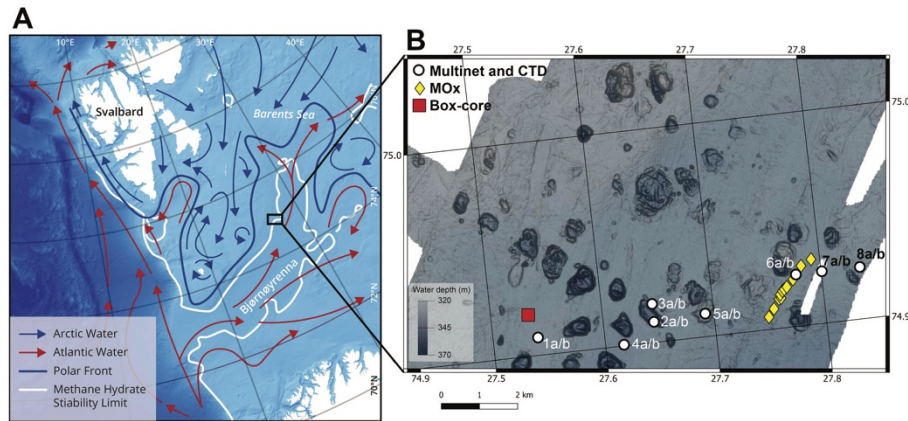 A
10°E
20°E
30°E
40°E
Svalbard
Barents Sea
74°N
Bjørnøyrenna
72°N
70°N
Arctic Water
Atlantic Water
Polar Front
Methane Hydrate
Stiability Limit
B
27.5
27.6
27.7
27.8
Multinet and CTD
MOx
Box-core
75.0
75.0
6a/b
7a/b
8a/b
Water depth (m)
320
345
370
3a/b
2a/b
5a/b
1a/b
4a/b
74.9
74.9
27.5
27.6
27.7
27.8
0
1
2 km